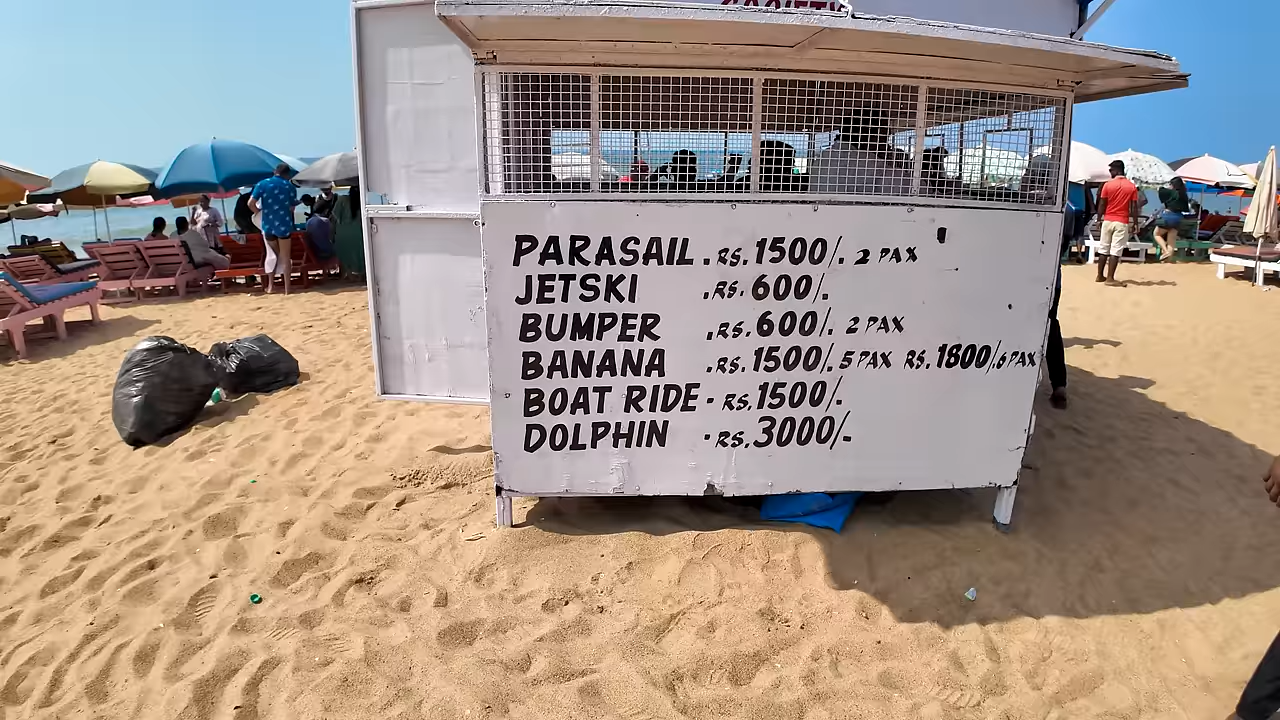 SOCIETY
PARASAIL . RS. 1500/. 2 PAX
JETSKI . RS. 600/.
BUMPER . RS. 600/. 2 PAX
BANANA . RS. 1500/. 5 PAX RS. 1800/. 6 PAX
BOAT RIDE - RS. 1500/.
DOLPHIN . RS. 3000/-